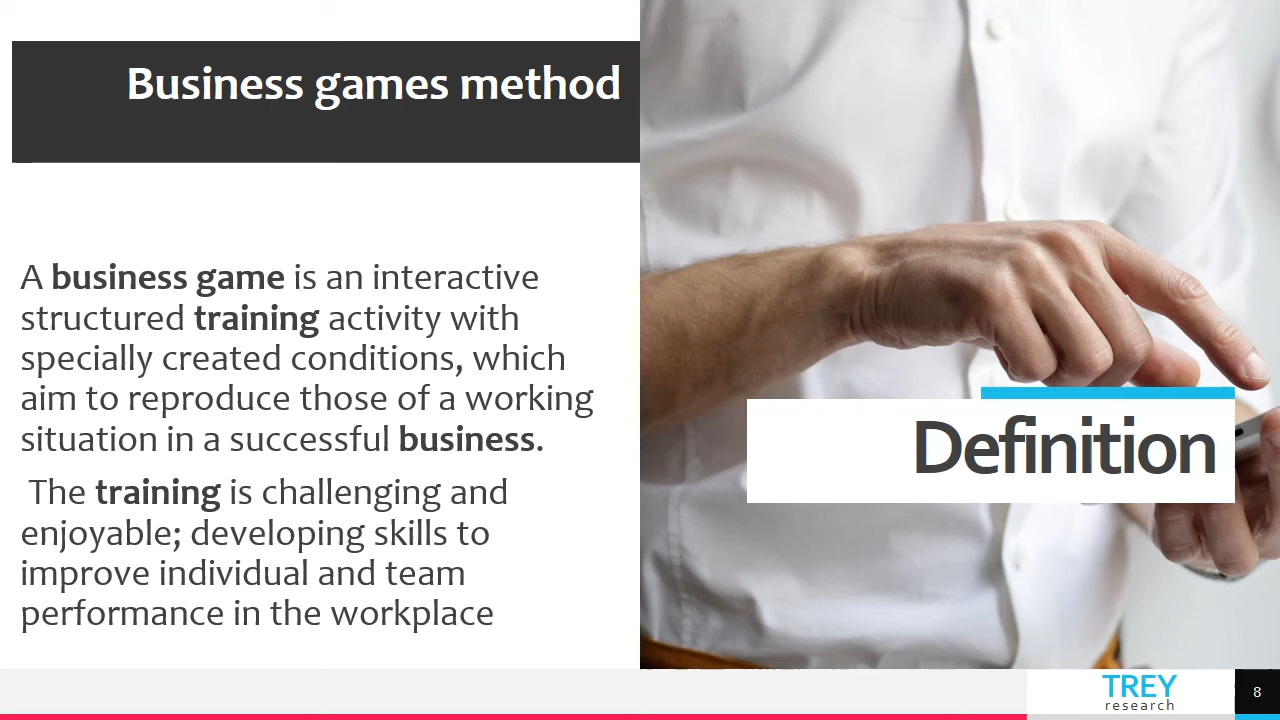 Business games method
A business game is an interactive
structured training activity with
specially created conditions, which
aim to reproduce those of a working
situation in a successful business.
The training is challenging and
enjoyable; developing skills to
improve individual and team
performance in the workplace
Definition
TREY
research
8